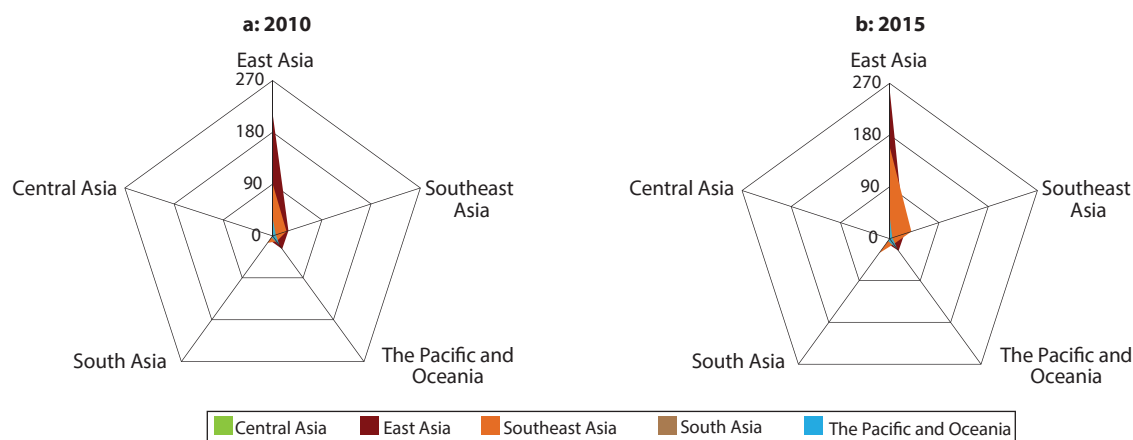 a: 2010
East Asia
270
180
90
0
Central Asia
Southeast
Asia
South Asia
The Pacific and
Oceania
b: 2015
East Asia
270
180
90
0
Central Asia
Southeast
Asia
South Asia
The Pacific and
Oceania
Central Asia East Asia Southeast Asia South Asia The Pacific and Oceania